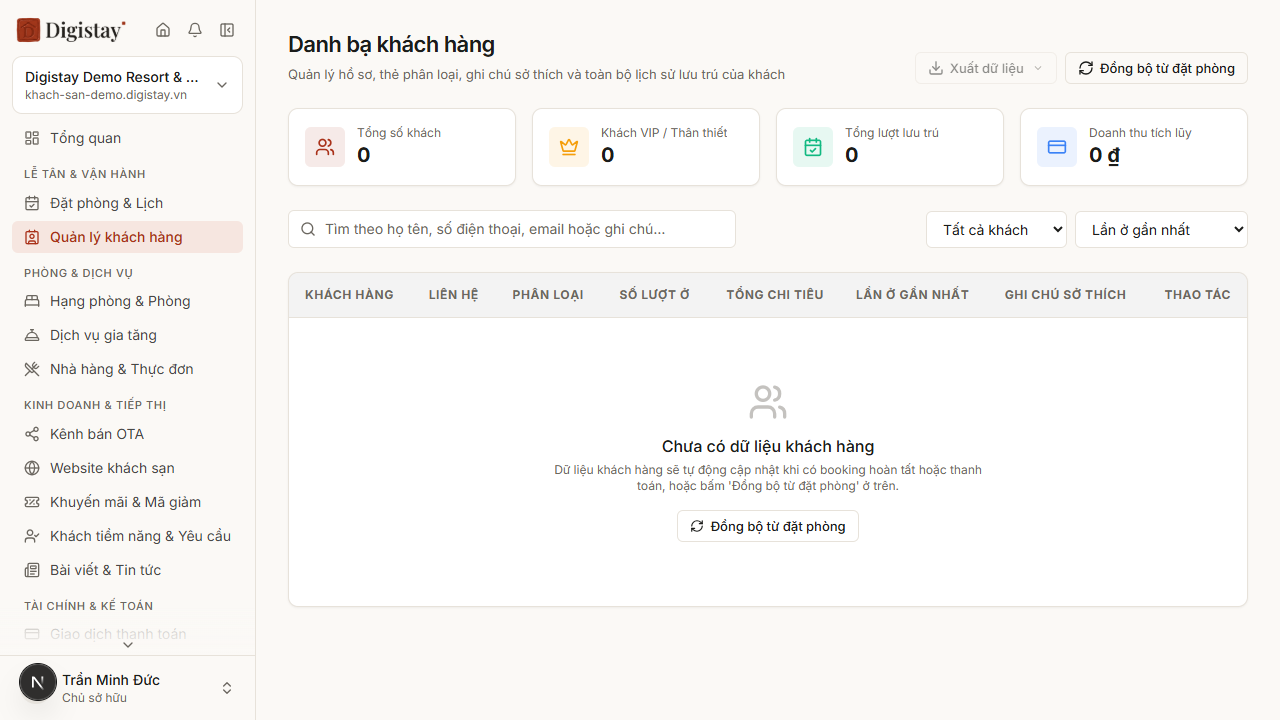 Digistay
Digistay Demo Resort & ...
khach-san-demo.digistay.vn
Tổng quan
LỄ TÂN & VẬN HÀNH
Đặt phòng & Lịch
Quản lý khách hàng
PHÒNG & DỊCH VỤ
Hạng phòng & Phòng
Dịch vụ gia tăng
Nhà hàng & Thực đơn
KINH DOANH & TIẾP THỊ
Kênh bán OTA
Website khách sạn
Khuyến mãi & Mã giảm
Khách tiềm năng & Yêu cầu
Bài viết & Tin tức
TÀI CHÍNH & KẾ TOÁN
Giao dịch thanh toán
N
Trần Minh Đức
Chủ sở hữu
Danh bạ khách hàng
Quản lý hồ sơ, thẻ phân loại, ghi chú sở thích và toàn bộ lịch sử lưu trú của khách
Xuất dữ liệu
Đồng bộ từ đặt phòng
Tổng số khách
0
Khách VIP / Thân thiết
0
Tổng lượt lưu trú
0
Doanh thu tích lũy
0 ₫
Tìm theo họ tên, số điện thoại, email hoặc ghi chú...
Tất cả khách
Lần ở gần nhất
KHÁCH HÀNG LIÊN HỆ PHÂN LOẠI SỐ LƯỢT Ở TỔNG CHI TIÊU LẦN Ở GẦN NHẤT GHI CHÚ SỞ THÍCH THAO TÁC
Chưa có dữ liệu khách hàng
Dữ liệu khách hàng sẽ tự động cập nhật khi có booking hoàn tất hoặc thanh
toán, hoặc bấm 'Đồng bộ từ đặt phòng' ở trên.
Đồng bộ từ đặt phòng